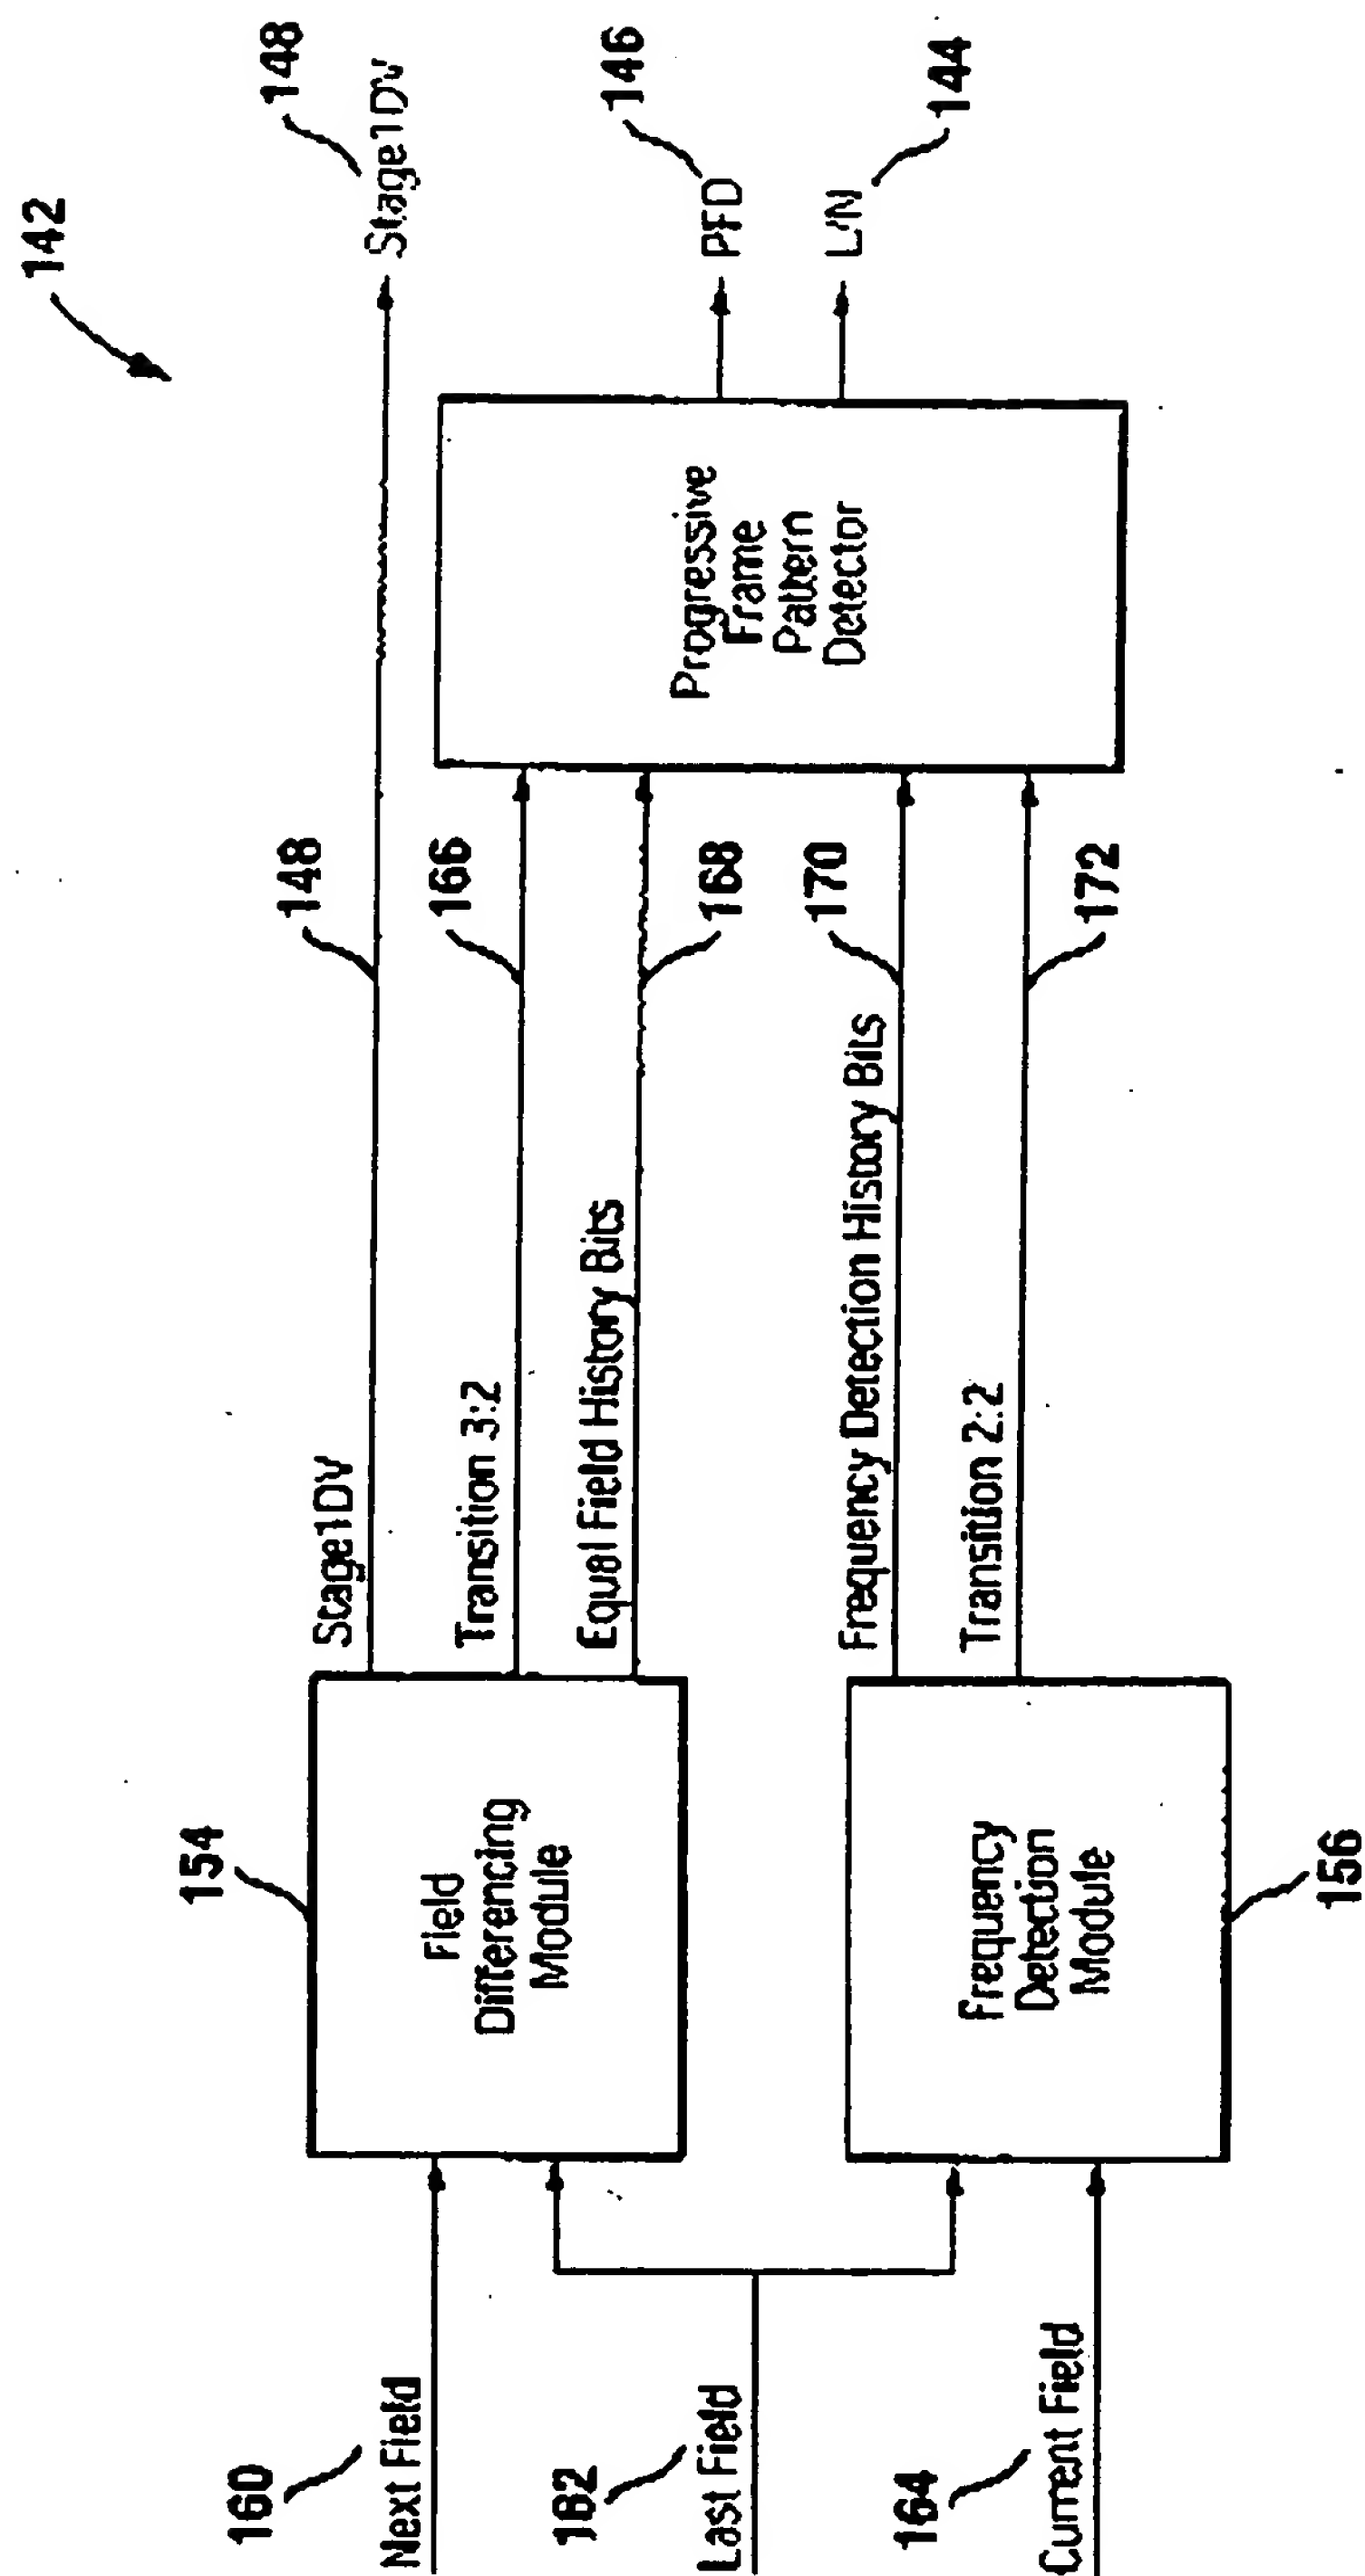 142
148
Stage1DV
146
PFD
144
L/N
Progressive
Frame
Pattern
Detector
148
Stage1DV
166
Transition 3:2
168
Equal Field History Bits
170
Frequency Detection History Bits
172
Transition 2:2
154
Field
Differencing
Module
156
Frequency
Detection
Module
160
Next Field
162
Last Field
164
Current Field